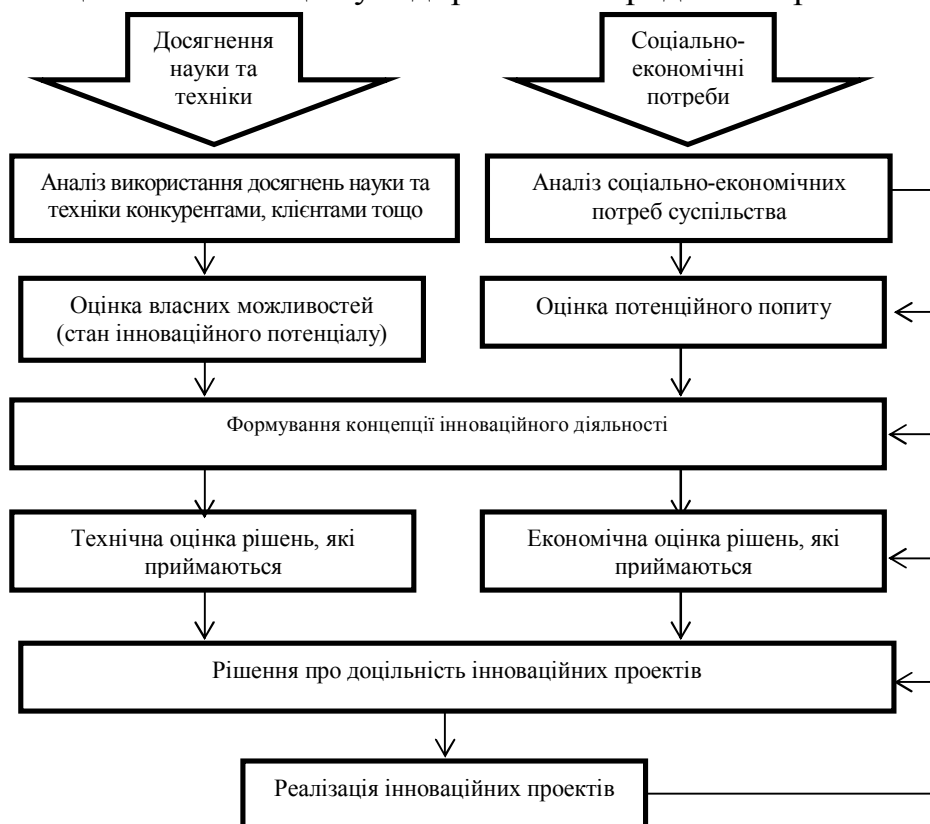 Досягнення
науки та
техніки
Соціально-
економічні
потреби
Аналіз використання досягнень науки та
техніки конкурентами, клієнтами тощо
Аналіз соціально-економічних
потреб суспільства
Оцінка власних можливостей
(стан інноваційного потенціалу)
Оцінка потенційного попиту
Формування концепції інноваційного діяльності
Технічна оцінка рішень, які
приймаються
Економічна оцінка рішень, які
приймаються
Рішення про доцільність інноваційних проектів
Реалізація інноваційних проектів